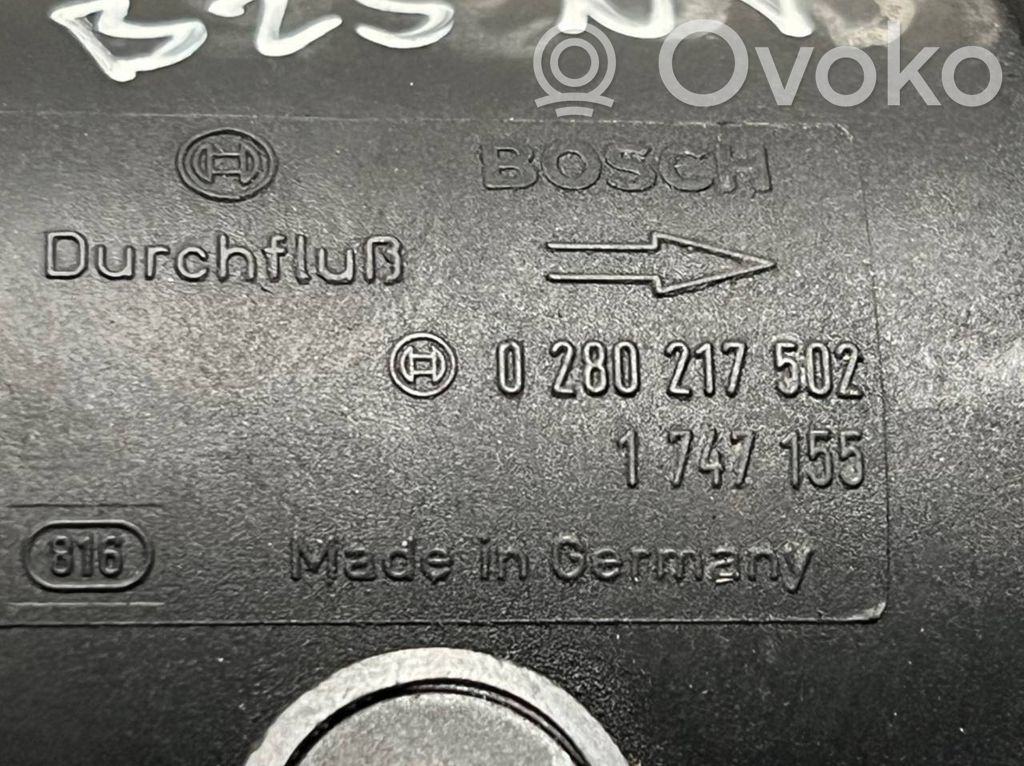 Ovoko
BOSCH
Durchfluß
0 280 217 502
1 747 155
816
Made in Germany